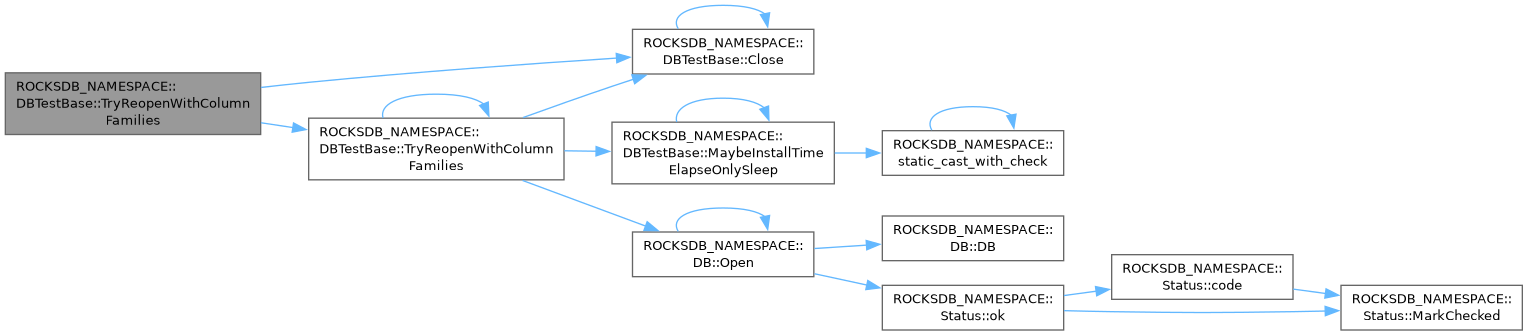 ROCKSDB_NAMESPACE::
DBTestBase::TryReopenWithColumn
Families
ROCKSDB_NAMESPACE::
DBTestBase::Close
ROCKSDB_NAMESPACE::
DBTestBase::TryReopenWithColumn
Families
ROCKSDB_NAMESPACE::
DBTestBase::MaybeInstallTime
ElapseOnlySleep
ROCKSDB_NAMESPACE::
static_cast_with_check
ROCKSDB_NAMESPACE::
DB::Open
ROCKSDB_NAMESPACE::
DB::DB
ROCKSDB_NAMESPACE::
Status::ok
ROCKSDB_NAMESPACE::
Status::code
ROCKSDB_NAMESPACE::
Status::MarkChecked